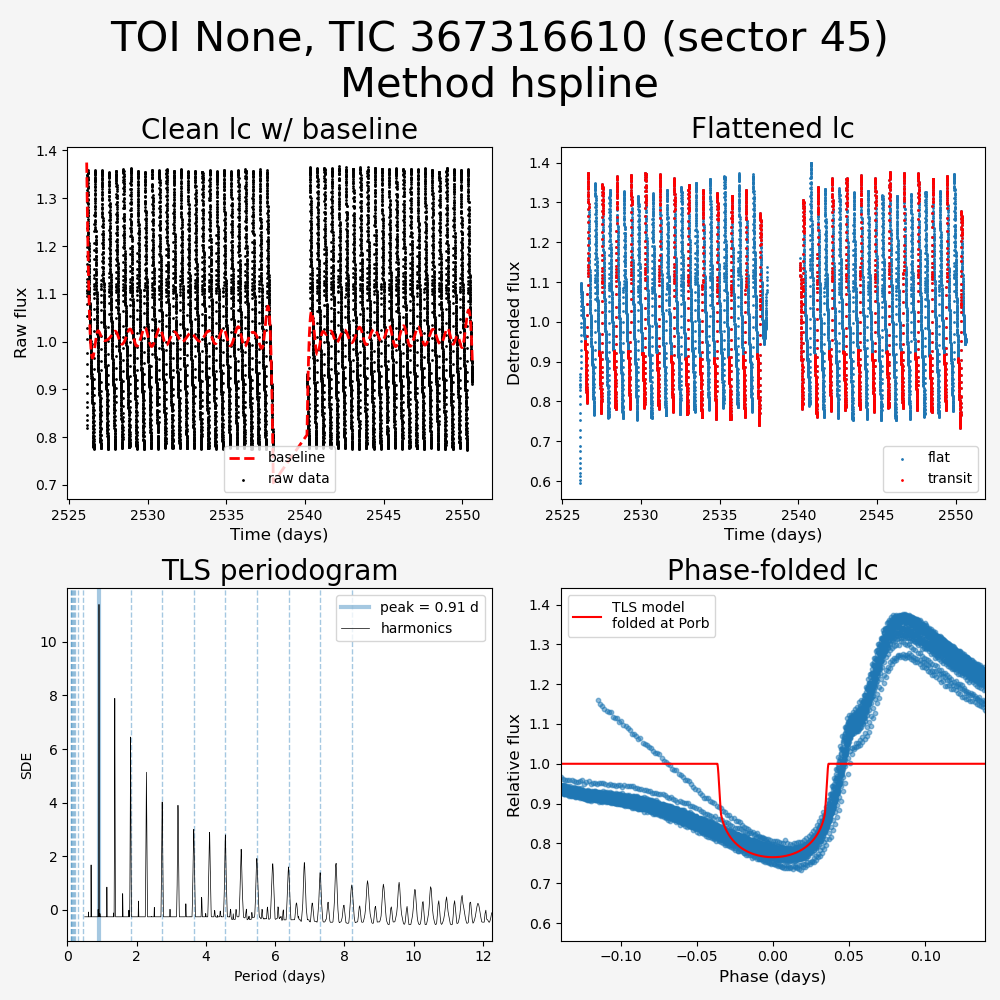 TOI None, TIC 367316610 (sector 45)
Method hspline
Clean lc w/ baseline
Raw flux
1.4
1.3
1.2
1.1
1.0
0.9
0.8
0.7
baseline
raw data
2525 2530 2535 2540 2545 2550
Time (days)
Flattened lc
Detrended flux
1.4
1.3
1.2
1.1
1.0
0.9
0.8
0.7
0.6
flat
transit
2525 2530 2535 2540 2545 2550
Time (days)
TLS periodogram
SDE
10
8
6
4
2
0
peak = 0.91 d
harmonics
0 2 4 6 8 10 12
Period (days)
Phase-folded lc
Relative flux
1.4
1.3
1.2
1.1
1.0
0.9
0.8
0.7
0.6
TLS model
folded at Porb
−0.10 −0.05 0.00 0.05 0.10
Phase (days)